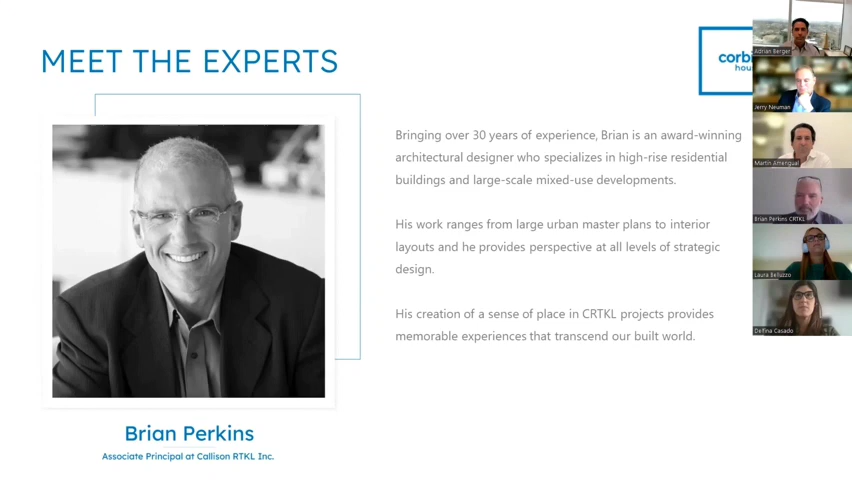 MEET THE EXPERTS
Bringing over 30 years of experience, Brian is an award-winning
architectural designer who specializes in high-rise residential
buildings and large-scale mixed-use developments.
His work ranges from large urban master plans to interior
layouts and he provides perspective at all levels of strategic
design.
His creation of a sense of place in CRTKL projects provides
memorable experiences that transcend our built world.
Brian Perkins
Associate Principal at Callison RTKL Inc.
corbi
hou
Adrian Berger
Jerry Neuman
Martín Amengual
Brian Perkins CRTKL
Laura Belluzzo
Delfina Casado